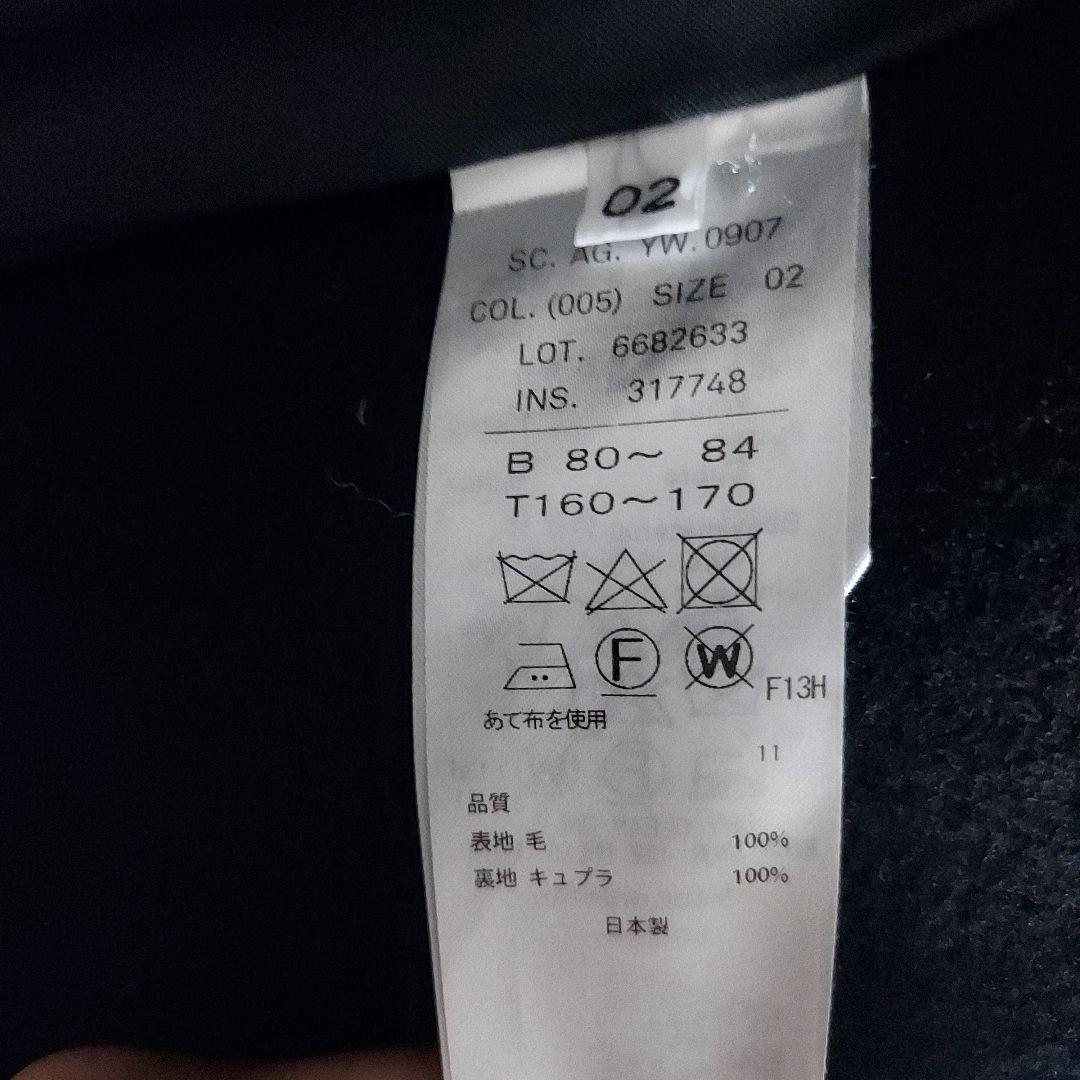 02
SC. AG. YW. 0907
COL. (005) SIZE 02
LOT. 6682633
INS. 317748
B 80～ 84
T160～170
F W F13H
あて布を使用
11
品質
表地 毛 100%
裏地 キュプラ 100%
日本製